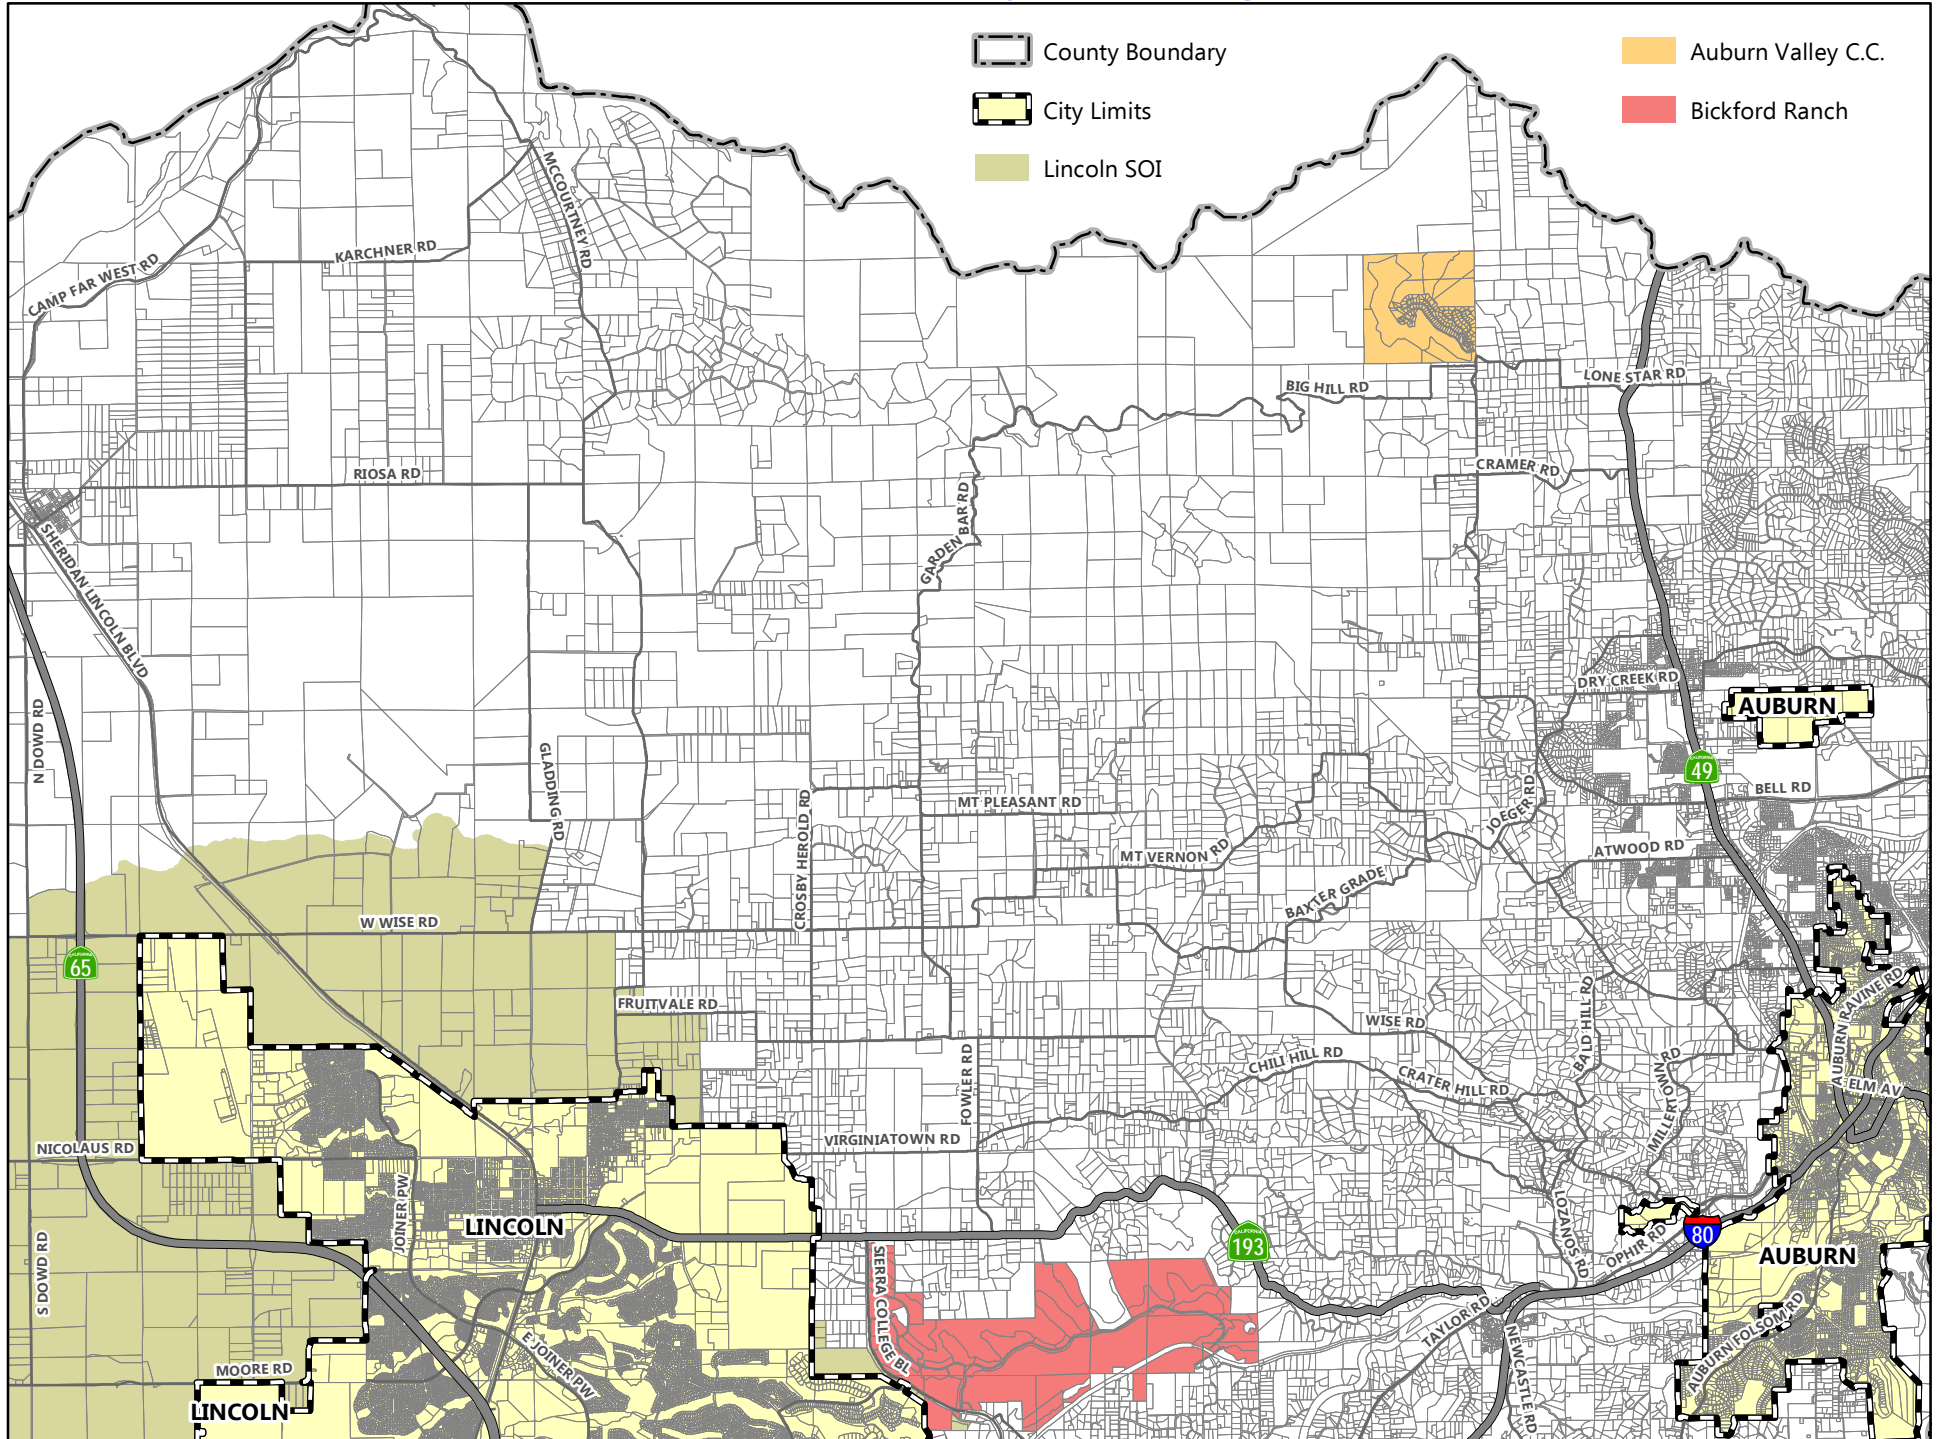 County Boundary
City Limits
Lincoln SOI
Auburn Valley C.C.
Bickford Ranch
MCCOURTNEY RD
KARCHNER RD
CAMP FAR WEST RD
LONE STAR RD
BIG HILL RD
CRAMER RD
RIOSA RD
GARDEN BAR RD
SHERIDAN LINCOLN BLVD
DRY CREEK RD
AUBURN
N DOWD RD
CALIFORNIA
49
GLADDING RD
BELL RD
MT PLEASANT RD
CROSBY HEROLD RD
JOEGER RD
ATWOOD RD
MT VERNON RD
BAXTER GRADE
W WISE RD
CALIFORNIA
65
AUBURN RAVINE RD
FRUITVALE RD
BALD HILL RD
WISE RD
CHILI HILL RD
CRATER HILL RD
FOWLER RD
MILLERTOWN RD
ELM AV
VIRGINIATOWN RD
NICOLAUS RD
JOINER PW
LINCOLN
LOZANOS RD
CALIFORNIA
193
80
OPHIR RD
AUBURN
S DOWD RD
SIERRA COLLEGE BL
TAYLOR RD
AUBURN FOLSOM RD
E JOINER PW
NEWCASTLE RD
MOORE RD
LINCOLN